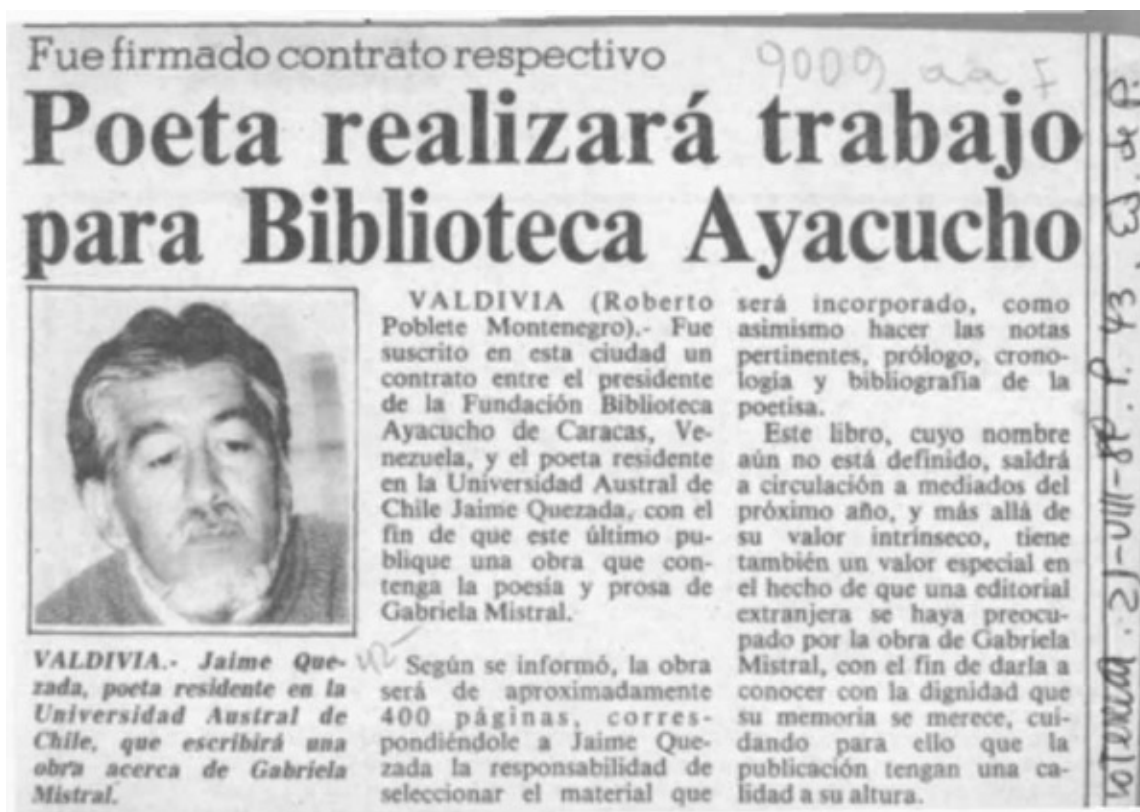 Fue firmado contrato respectivo
9009
Poeta realizará trabajo
para Biblioteca Ayacucho
VALDIVIA.- Jaime Que-
zada, poeta residente en la
Universidad Austral de
Chile, que escribirá una
obra acerca de Gabriela
Mistral.
VALDIVIA (Roberto
Poblete Montenegro).- Fue
suscrito en esta ciudad un
contrato entre el presidente
de la Fundación Biblioteca
Ayacucho de Caracas, Ve-
nezuela, y el poeta residente
en la Universidad Austral de
Chile Jaime Quezada, con el
fin de que este último pu-
blique una obra que con-
tenga la poesía y prosa de
Gabriela Mistral.
Según se informó, la obra
será de aproximadamente
400 páginas, corres-
pondiéndole a Jaime Que-
zada la responsabilidad de
seleccionar el material que
será incorporado, como
asimismo hacer las notas
pertinentes, prólogo, crono-
logía y bibliografía de la
poetisa.
Este libro, cuyo nombre
aún no está definido, saldrá
a circulación a mediados del
próximo año, y más allá de
su valor intrínseco, tiene
también un valor especial en
el hecho de que una editorial
extranjera se haya preocu-
pado por la obra de Gabriela
Mistral, con el fin de darla a
conocer con la dignidad que
su memoria se merece, cui-
dando para ello que la
publicación tengan una ca-
lidad a su altura.